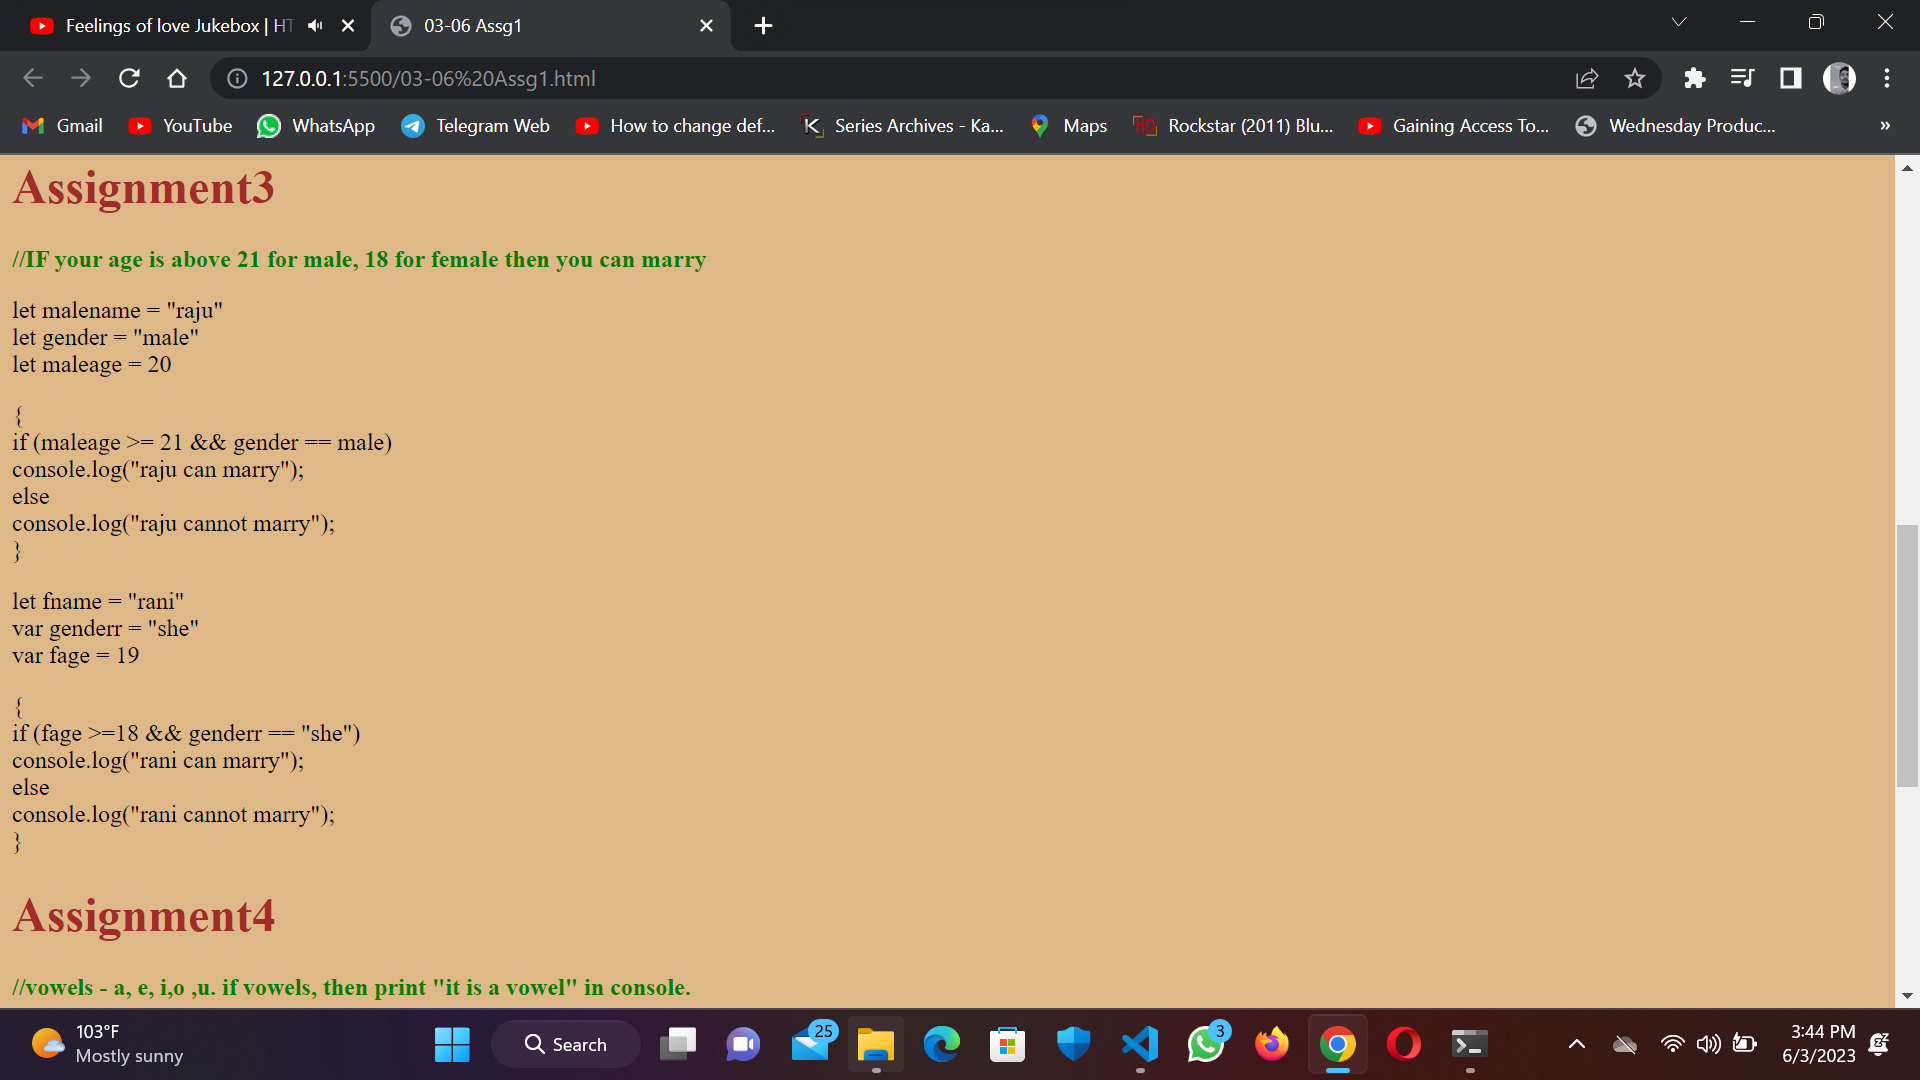 Feelings of love Jukebox | HT
03-06 Assg1
127.0.0.1:5500/03-06%20Assg1.html
Gmail
YouTube
WhatsApp
Telegram Web
How to change def...
Series Archives - Ka...
Maps
Rockstar (2011) Blu...
Gaining Access To...
Wednesday Produc...
»
Assignment3
//IF your age is above 21 for male, 18 for female then you can marry
let malename = "raju"
let gender = "male"
let maleage = 20
{
if (maleage >= 21 && gender == male)
console.log("raju can marry");
else
console.log("raju cannot marry");
}
let fname = "rani"
var genderr = "she"
var fage = 19
{
if (fage >=18 && genderr == "she")
console.log("rani can marry");
else
console.log("rani cannot marry");
}
Assignment4
//vowels - a, e, i,o ,u. if vowels, then print "it is a vowel" in console.
103°F
Mostly sunny
Search
25
3
3:44 PM
6/3/2023